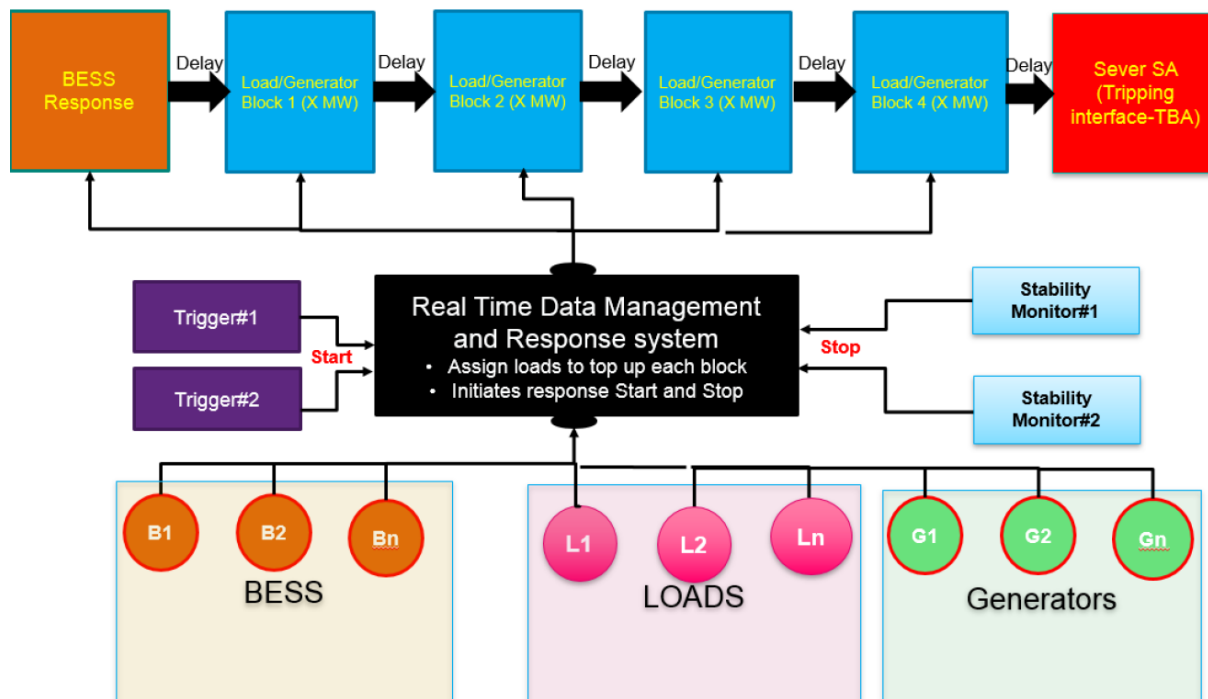 BESS
Response
Delay
Load/Generator
Block 1 (X MW)
Delay
Load/Generator
Block 2 (X MW)
Delay
Load/Generator
Block 3 (X MW)
Delay
Load/Generator
Block 4 (X MW)
Delay
Sever SA
(Tripping
interface-TBA)
Trigger#1
Trigger#2
Start
Real Time Data Management
and Response system
• Assign loads to top up each block
• Initiates response Start and Stop
Stop
Stability
Monitor#1
Stability
Monitor#2
B1
B2
Bn
BESS
L1
L2
Ln
LOADS
G1
G2
Gn
Generators